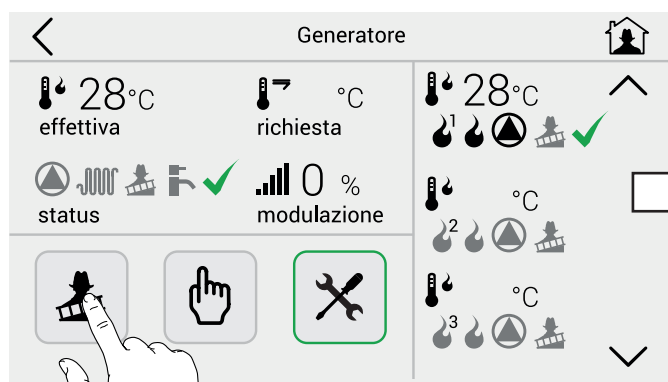 Generatore
28°C
°C
effettiva
richiesta
0 %
status
modulazione
28°C
1
°C
2
°C
3